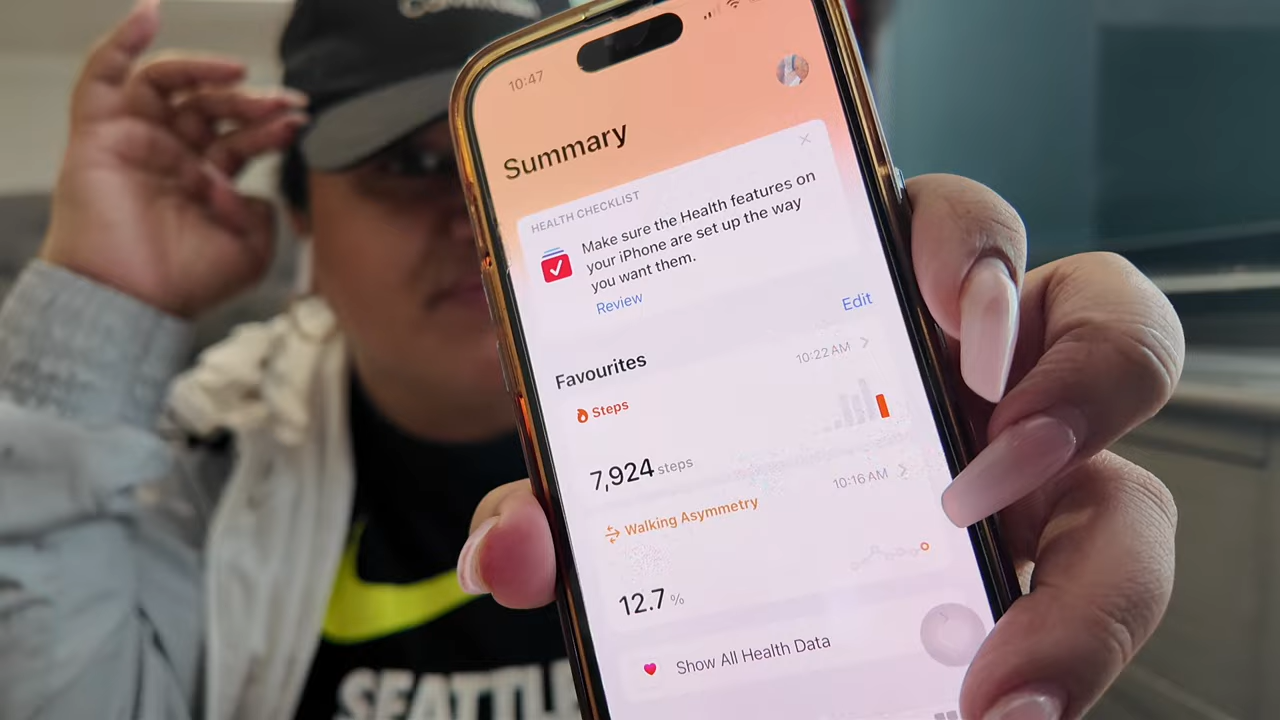 10:47
Summary
HEALTH CHECKLIST
Make sure the Health features on
your iPhone are set up the way
you want them.
Review
Edit
Favourites
10:22 AM
Steps
7,924 steps
10:16 AM
Walking Asymmetry
12.7 %
Show All Health Data
SEATTLE